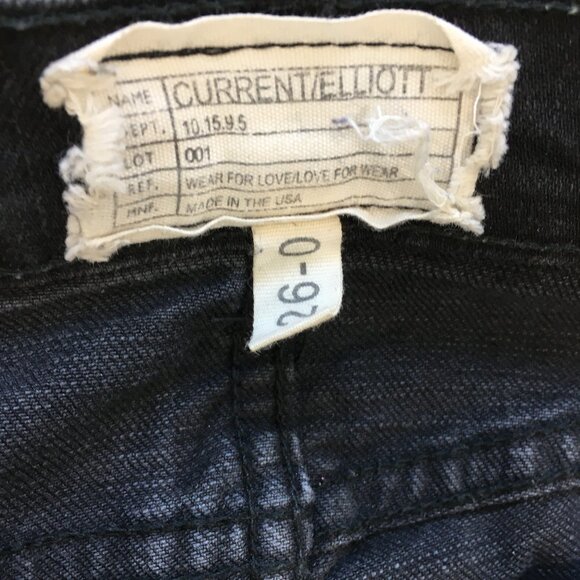 NAME CURRENT/ELLIOTT
DEPT. 10.15.9.5
LOT 001
REF. WEAR FOR LOVE/LOVE FOR WEAR
MNF. MADE IN THE USA
26-0